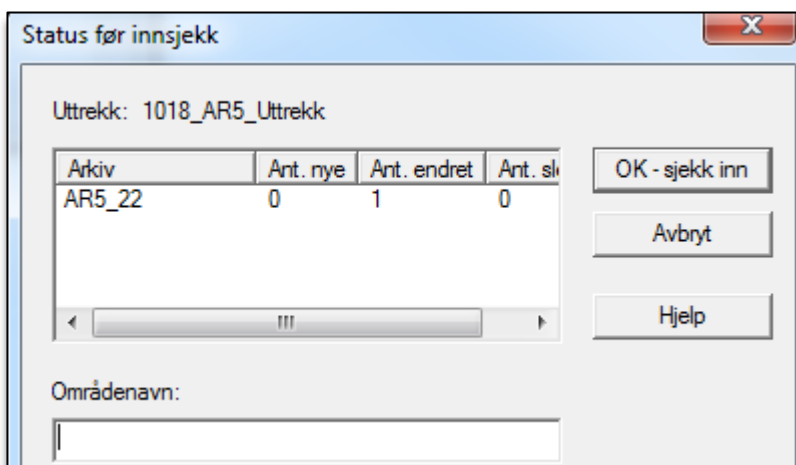 Status før innsjekk
Uttrekk: 1018_AR5_Uttrekk
Arkiv Ant. nye Ant. endret Ant.
AR5_22 0 1 0
OK - sjekk inn
Avbryt
Hjelp
Områdenavn: